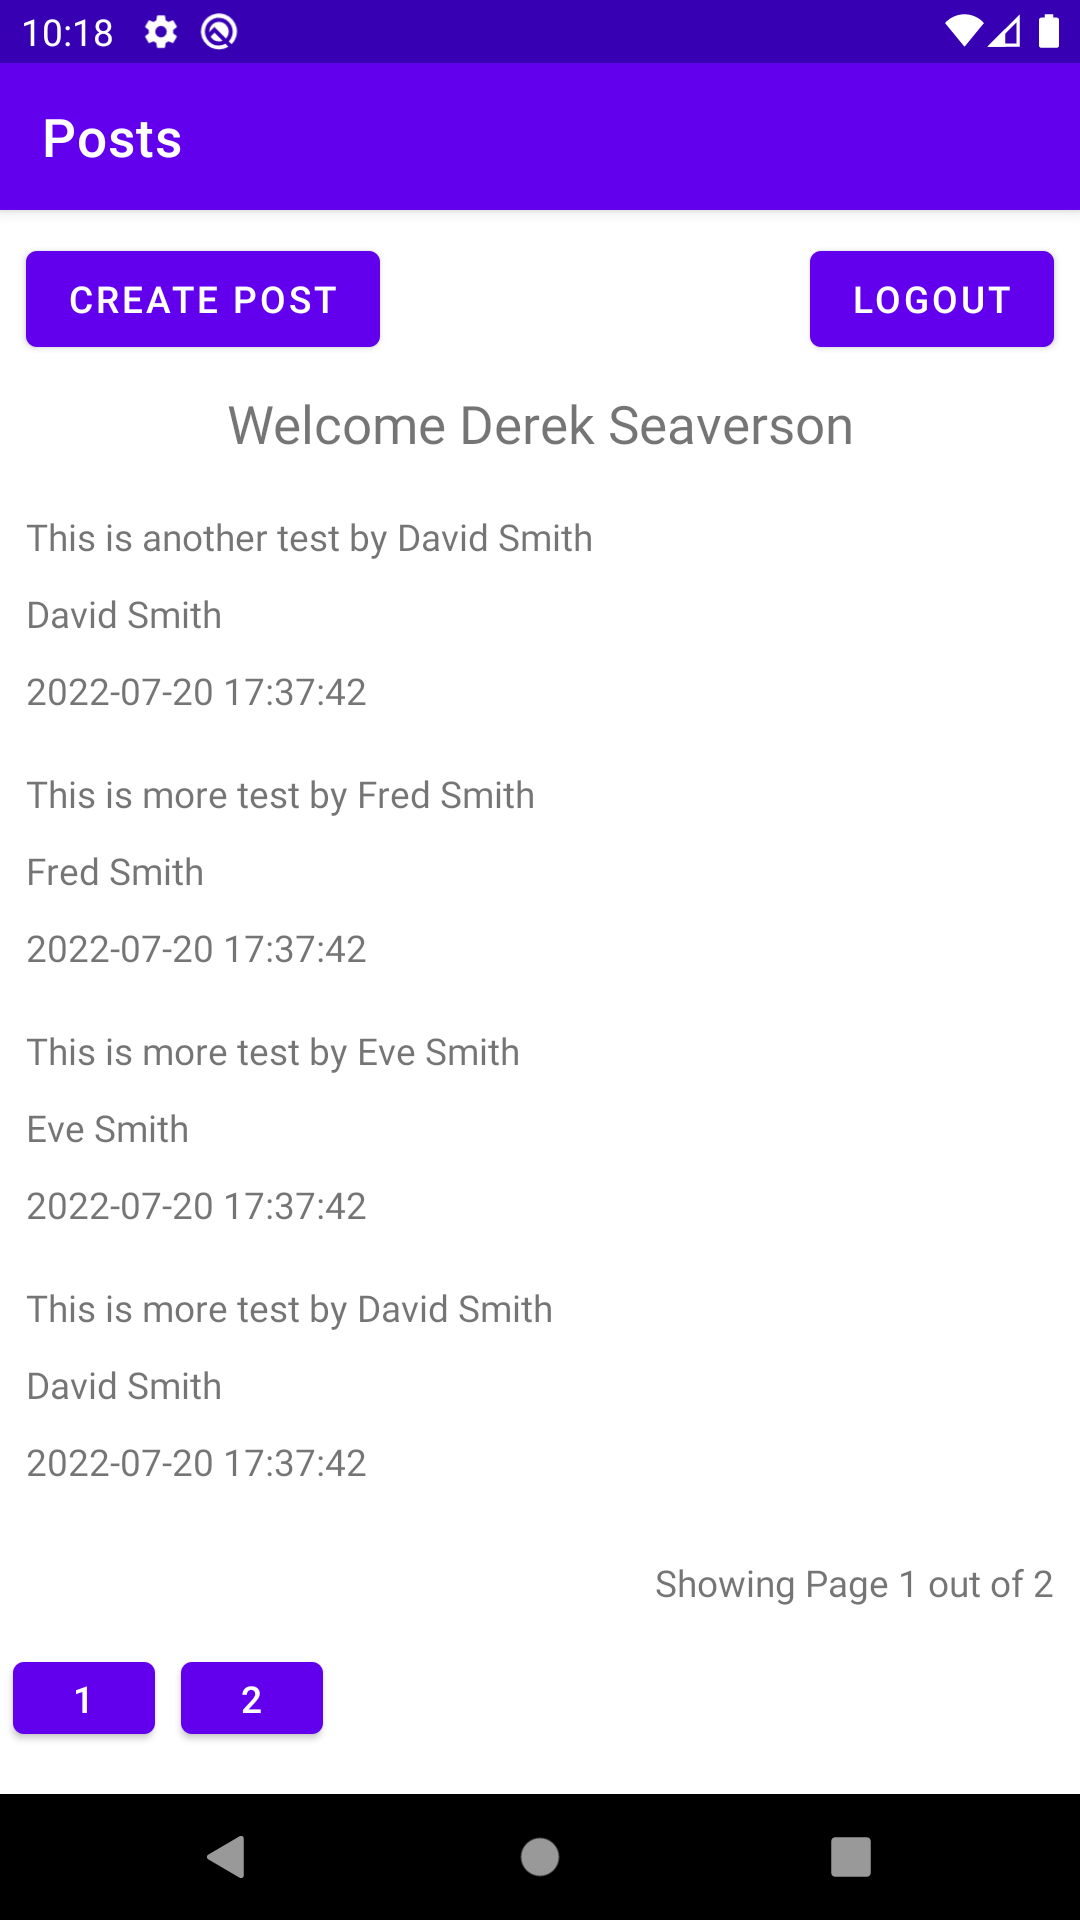 10:18
Posts
CREATE POST
LOGOUT
Welcome Derek Seaverson
This is another test by David Smith
David Smith
2022-07-20 17:37:42
This is more test by Fred Smith
Fred Smith
2022-07-20 17:37:42
This is more test by Eve Smith
Eve Smith
2022-07-20 17:37:42
This is more test by David Smith
David Smith
2022-07-20 17:37:42
Showing Page 1 out of 2
1 2